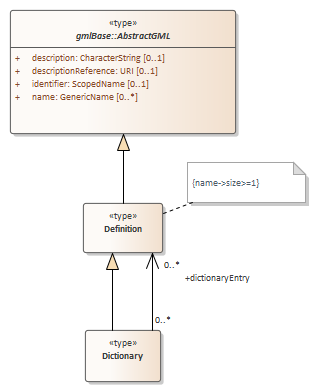 «type»
gmlBase::AbstractGML
+ description: CharacterString [0..1]
+ descriptionReference: URI [0..1]
+ identifier: ScopedName [0..1]
+ name: GenericName [0..*]
{name->size>=1}
«type»
Definition
0..*
+dictionaryEntry
0..*
«type»
Dictionary